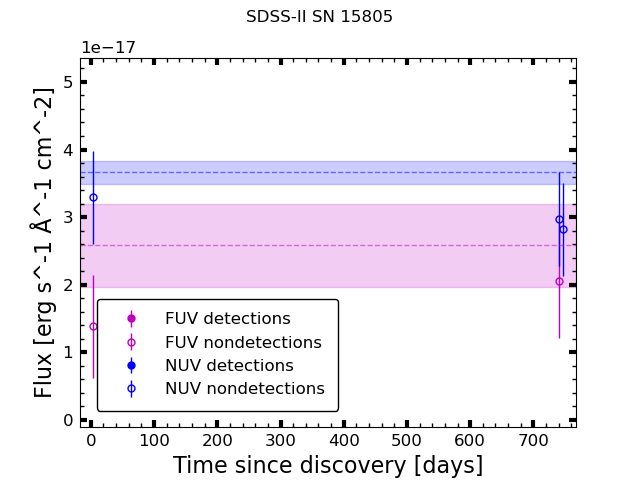 SDSS-II SN 15805
1e−17
5
4
3
2
1
0
Flux [erg s^-1 Å^-1 cm^-2]
FUV detections
FUV nondetections
NUV detections
NUV nondetections
0 100 200 300 400 500 600 700
Time since discovery [days]